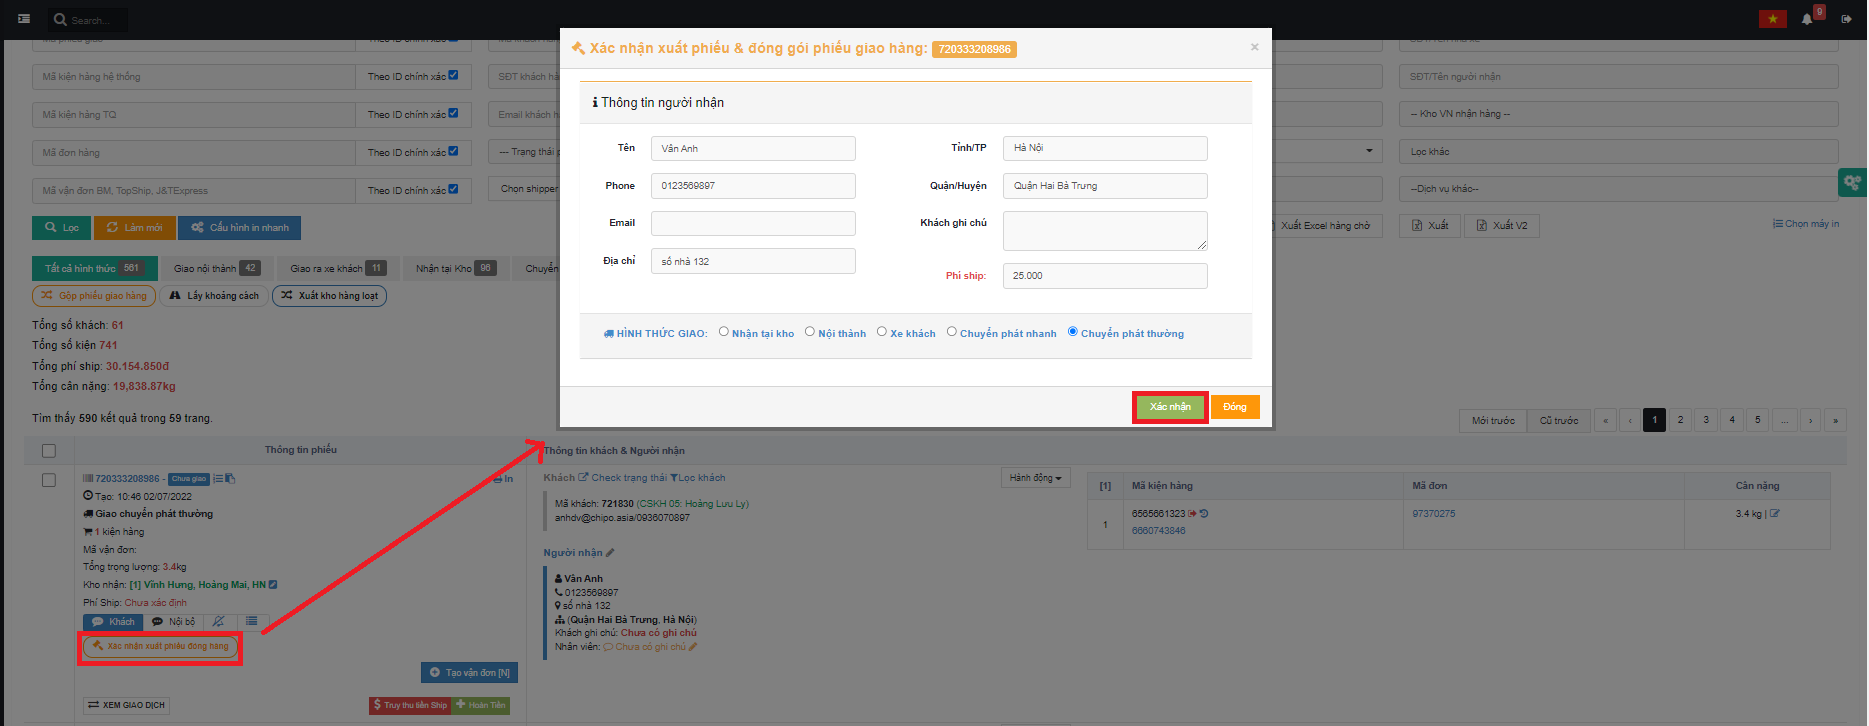 Search...
9
Xác nhận xuất phiếu & đóng gói phiếu giao hàng: 720333208986
×
Mã kiện hàng hệ thống
Theo ID chính xác
SĐT khách hà
SĐT/Tên người nhận
Mã kiện hàng TQ
Theo ID chính xác
Email khách h
-- Kho VN nhận hàng --
Mã đơn hàng
Theo ID chính xác
--- Trạng thái p
Lọc khác
Mã vận đơn BM, TopShip, J&TExpress
Theo ID chính xác
Chọn shipper
--Dịch vụ khác--
Thông tin người nhận
Tên
Vân Anh
Tỉnh/TP
Hà Nội
Phone
0123569897
Quận/Huyện
Quận Hai Bà Trưng
Email
Khách ghi chú
Địa chỉ
số nhà 132
Phí ship:
25.000
HÌNH THỨC GIAO:
Nhận tại kho
Nội thành
Xe khách
Chuyển phát nhanh
Chuyển phát thường
Xác nhận
Đóng
Lọc
Làm mới
Cấu hình in nhanh
Xuất Excel hàng chờ
Xuất
Xuất V2
Chọn máy in
Tất cả hình thức 561
Giao nội thành 42
Giao ra xe khách 11
Nhận tại Kho 96
Chuyển
Gộp phiếu giao hàng
Lấy khoảng cách
Xuất kho hàng loạt
Tổng số khách: 61
Tổng số kiện 741
Tổng phí ship: 30.154.850đ
Tổng cân nặng: 19,838.87kg
Tìm thấy 590 kết quả trong 59 trang.
Mới trước
Cũ trước
« ‹ 1 2 3 4 5 ... › »
Thông tin phiếu
Thông tin khách & Người nhận
720333208986 - Chưa giao
In
Tạo: 10:46 02/07/2022
Giao chuyển phát thường
1 kiện hàng
Mã vận đơn:
Tổng trọng lượng: 3.4kg
Kho nhận: [1] Vĩnh Hưng, Hoàng Mai, HN
Phí Ship: Chưa xác định
Khách
Nội bộ
Xác nhận xuất phiếu đóng hàng
Tạo vận đơn [N]
XEM GIAO DỊCH
Truy thu tiền Ship
Hoàn Tiền
Khách Check trạng thái Lọc khách
Hành động
Mã khách: 721830 (CSKH 05: Hoàng Lưu Ly)
anhdv@chipo.asia/0936070897
Người nhận
Vân Anh
0123569897
số nhà 132
(Quận Hai Bà Trưng, Hà Nội)
Khách ghi chú: Chưa có ghi chú
Nhân viên: Chưa có ghi chú
[1]
Mã kiện hàng
Mã đơn
Cân nặng
1
6565661323
6660743846
97370275
3.4 kg |